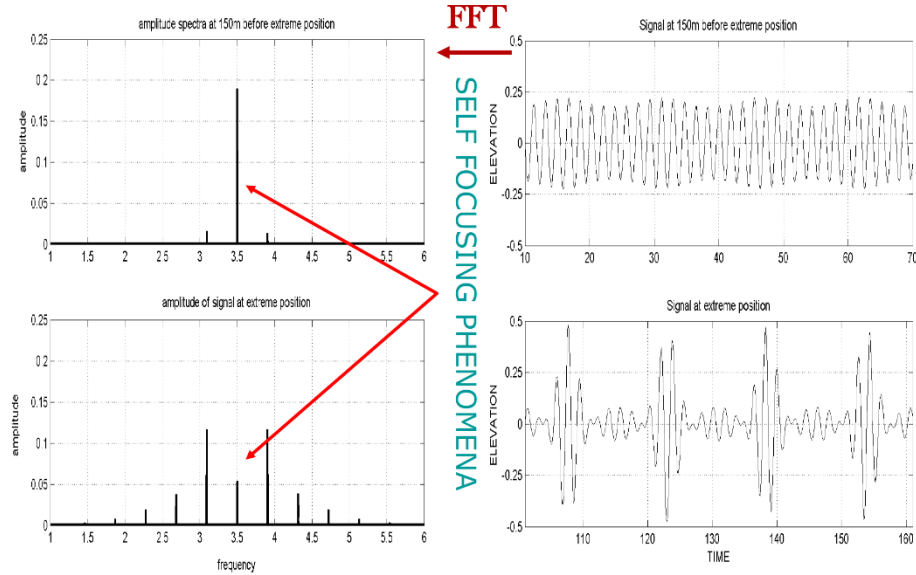 amplitude spectra at 150m before extreme position
0.25
0.2
0.15
0.1
0.05
0
amplitude
1 1.5 2 2.5 3 3.5 4 4.5 5 5.5 6
FFT
Signal at 150m before extreme position
0.5
0.25
0
-0.25
-0.5
ELEVATION
10 20 30 40 50 60 70
SELF FOCUSING PHENOMENA
amplitude of signal at extreme position
0.25
0.2
0.15
0.1
0.05
0
amplitude
1 1.5 2 2.5 3 3.5 4 4.5 5 5.5 6
frequency
Signal at extreme position
0.5
0.25
0
-0.25
-0.5
ELEVATION
110 120 130 140 150 160
TIME